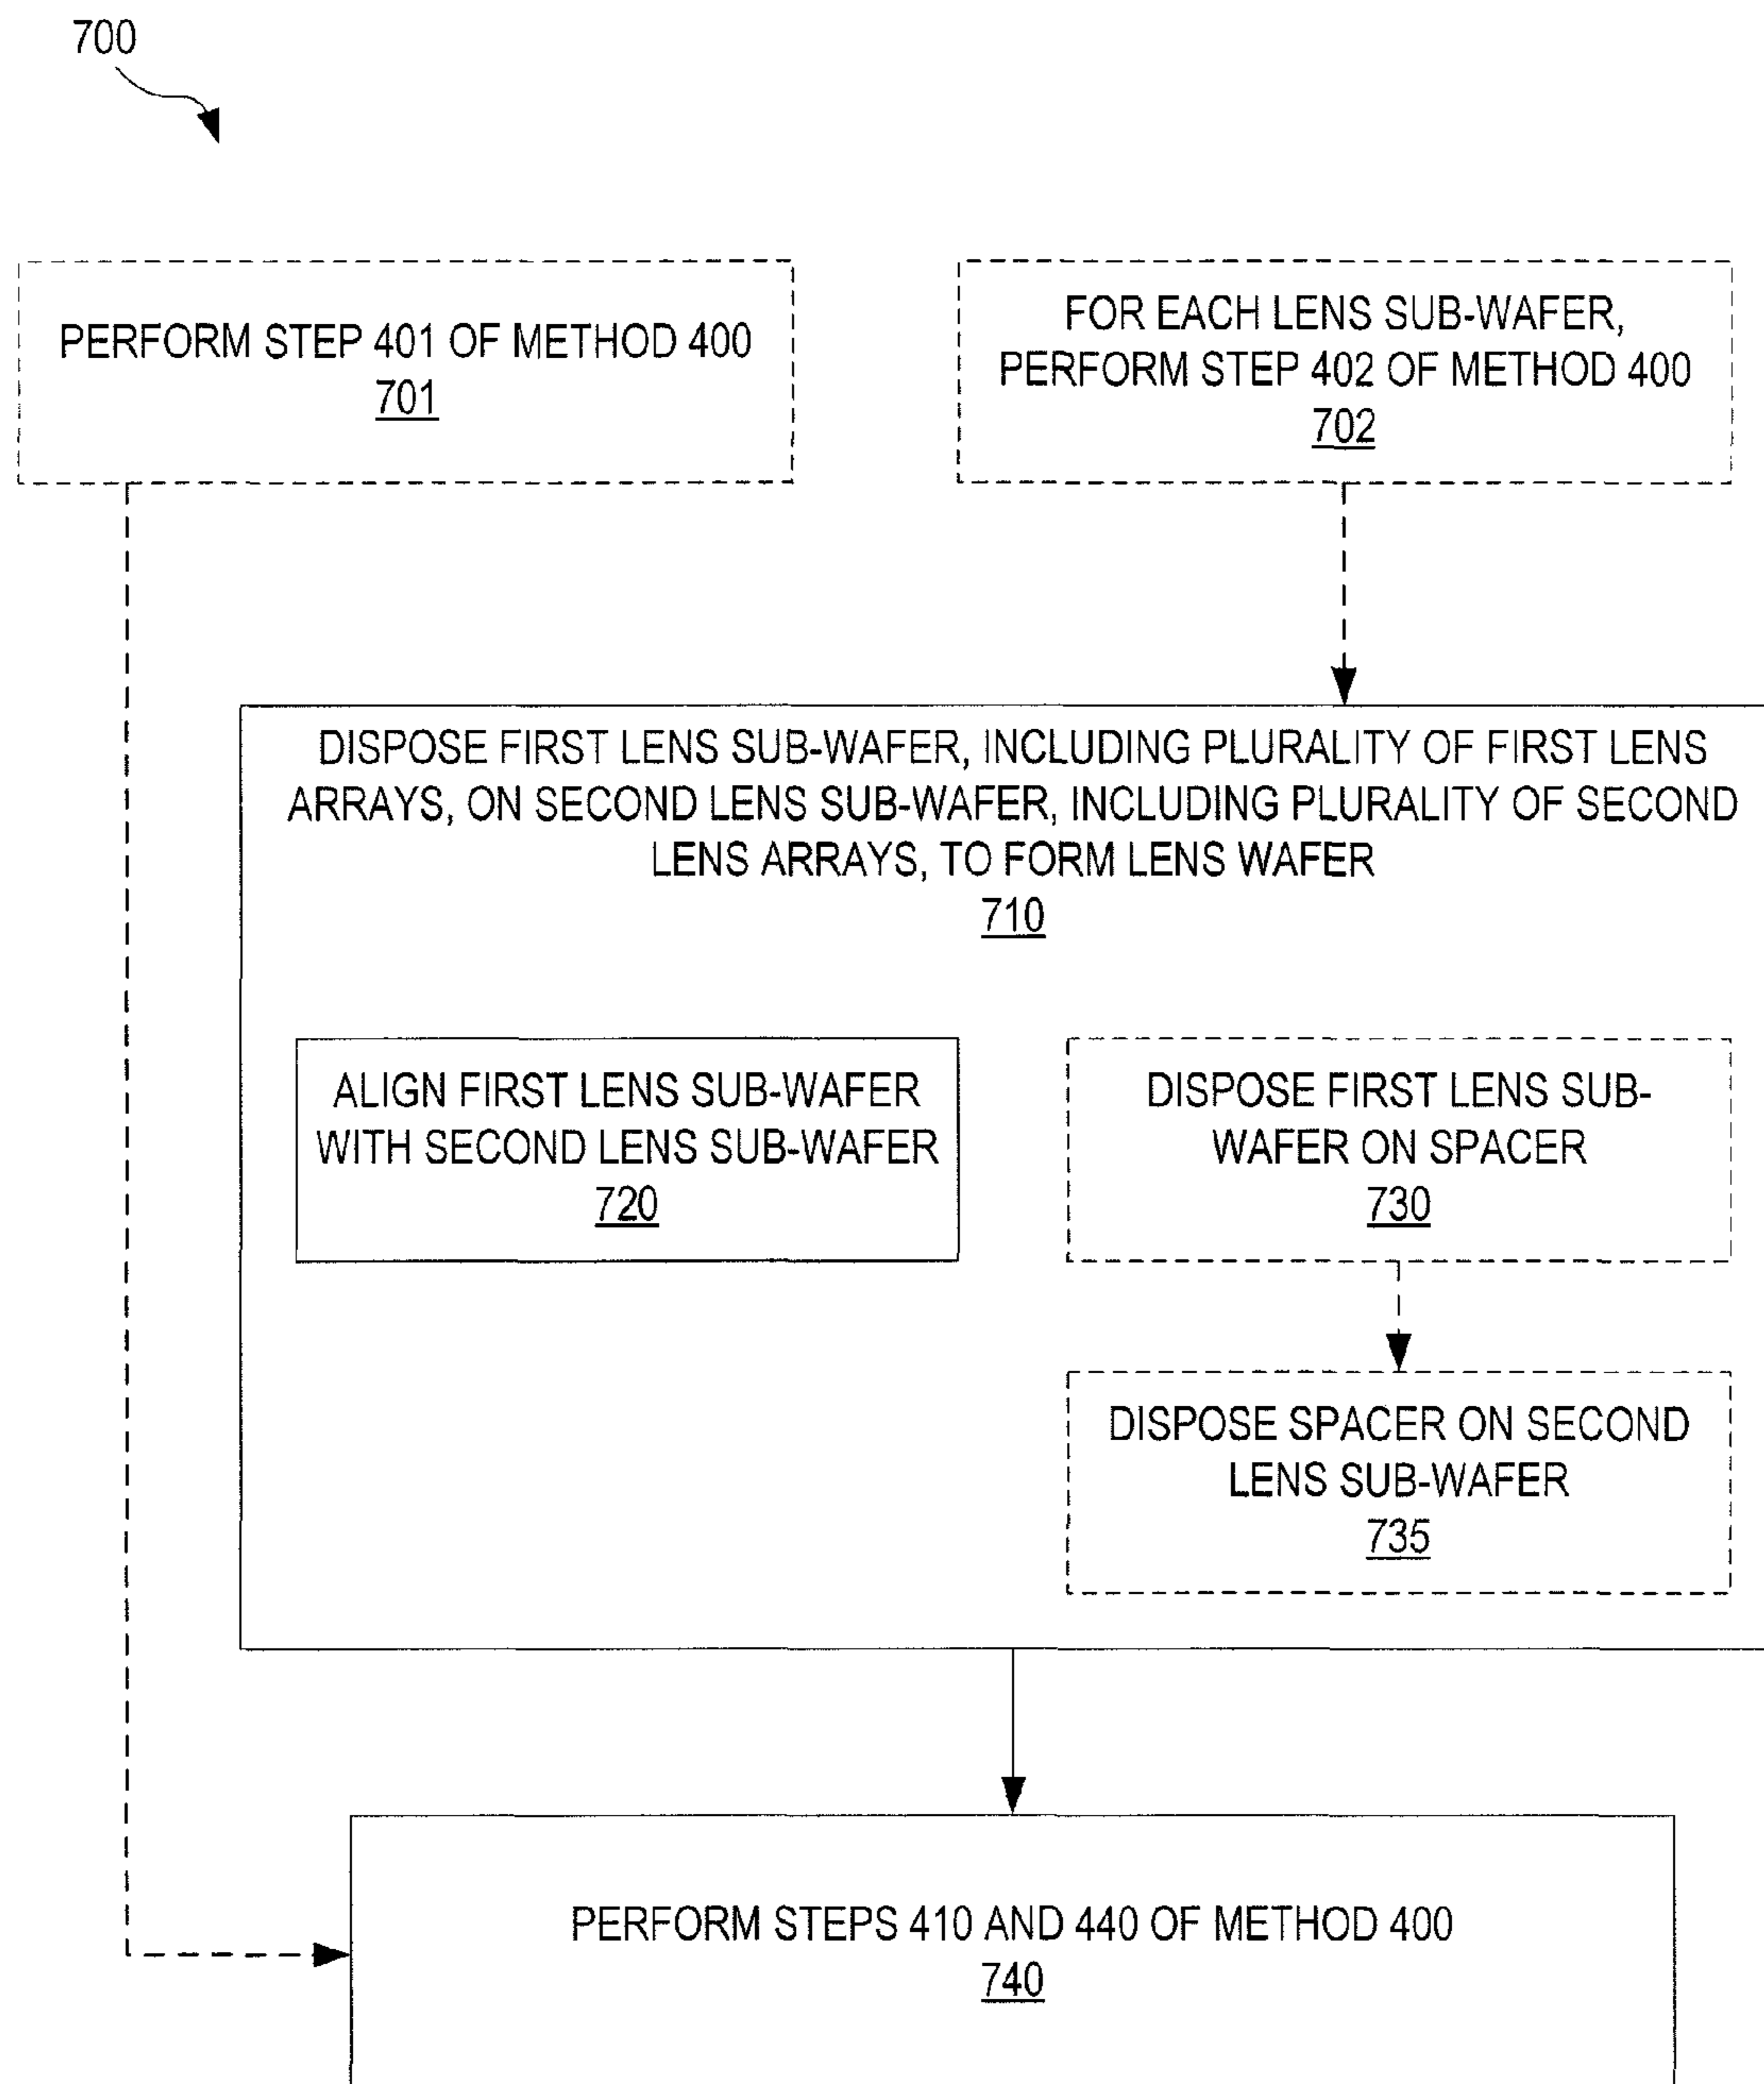 700
PERFORM STEP 401 OF METHOD 400
701
FOR EACH LENS SUB-WAFER,
PERFORM STEP 402 OF METHOD 400
702
DISPOSE FIRST LENS SUB-WAFER, INCLUDING PLURALITY OF FIRST LENS
ARRAYS, ON SECOND LENS SUB-WAFER, INCLUDING PLURALITY OF SECOND
LENS ARRAYS, TO FORM LENS WAFER
710
ALIGN FIRST LENS SUB-WAFER
WITH SECOND LENS SUB-WAFER
720
DISPOSE FIRST LENS SUB-
WAFER ON SPACER
730
DISPOSE SPACER ON SECOND
LENS SUB-WAFER
735
PERFORM STEPS 410 AND 440 OF METHOD 400
740